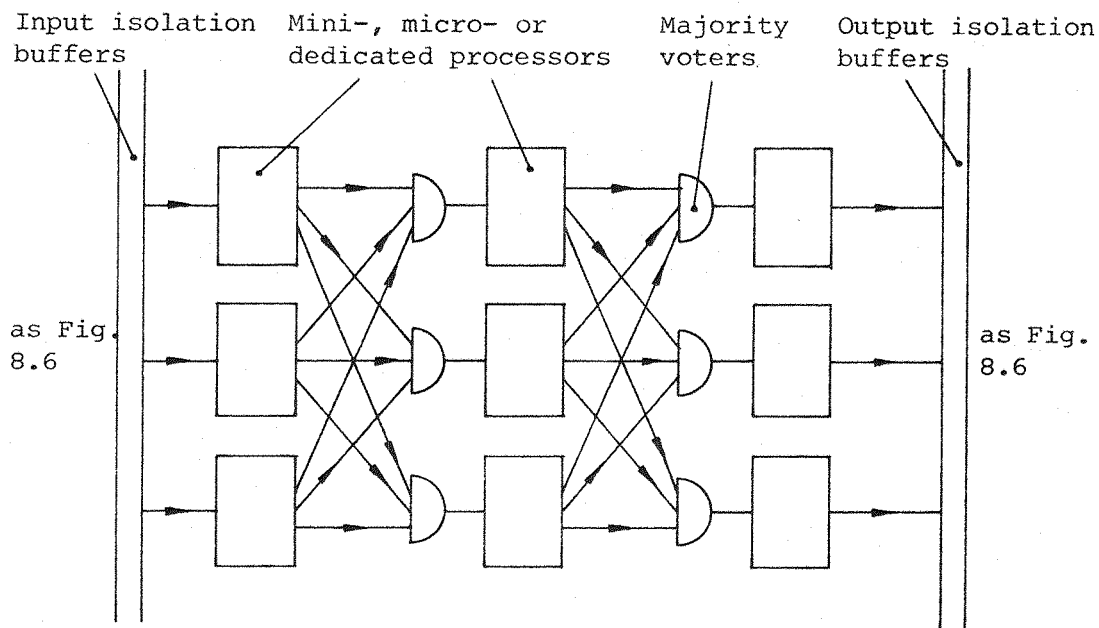 Input isolation
buffers
Mini-, micro- or
dedicated processors
Majority
voters
Output isolation
buffers
as Fig.
8.6
as Fig.
8.6